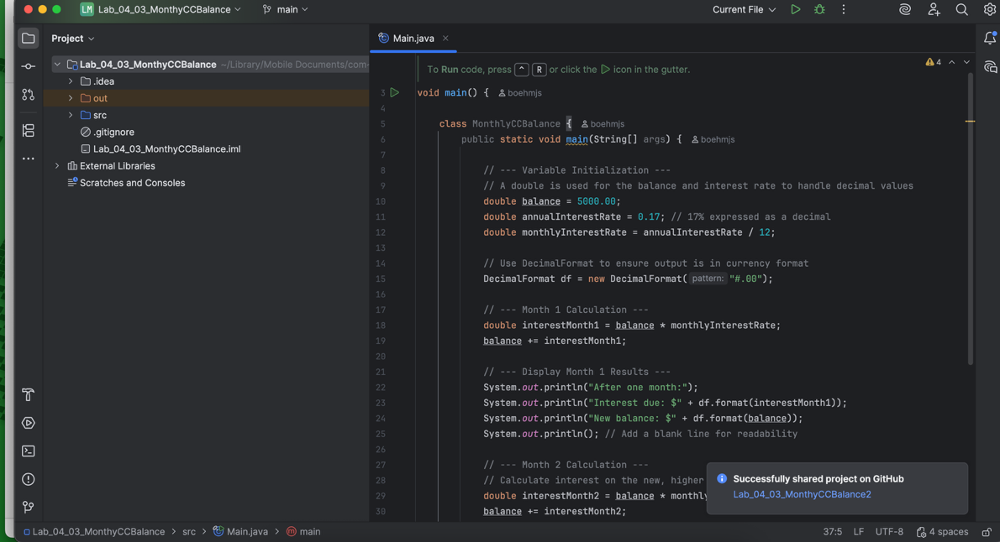 LM Lab_04_03_MonthyCCBalance main Current File
Project
Main.java
Lab_04_03_MonthyCCBalance ~/Library/Mobile Documents/com-
.idea
out
src
.gitignore
Lab_04_03_MonthyCCBalance.iml
External Libraries
Scratches and Consoles
To Run code, press ^ R or click the icon in the gutter.
4
3 void main() { boehmjs
4
5 class MonthlyCCBalance { boehmjs
6 public static void main(String[] args) { boehmjs
7
8 // --- Variable Initialization ---
9 // A double is used for the balance and interest rate to handle decimal values
10 double balance = 5000.00;
11 double annualInterestRate = 0.17; // 17% expressed as a decimal
12 double monthlyInterestRate = annualInterestRate / 12;
13
14 // Use DecimalFormat to ensure output is in currency format
15 DecimalFormat df = new DecimalFormat( pattern: "#.00");
16
17 // --- Month 1 Calculation ---
18 double interestMonth1 = balance * monthlyInterestRate;
19 balance += interestMonth1;
20
21 // --- Display Month 1 Results ---
22 System.out.println("After one month:");
23 System.out.println("Interest due: $" + df.format(interestMonth1));
24 System.out.println("New balance: $" + df.format(balance));
25 System.out.println(); // Add a blank line for readability
26
27 // --- Month 2 Calculation ---
28 // Calculate interest on the new, higher
29 double interestMonth2 = balance * monthly
30 balance += interestMonth2;
Successfully shared project on GitHub
Lab_04_03_MonthyCCBalance2
Lab_04_03_MonthyCCBalance > src > Main.java > m main 37:5 LF UTF-8 4 spaces